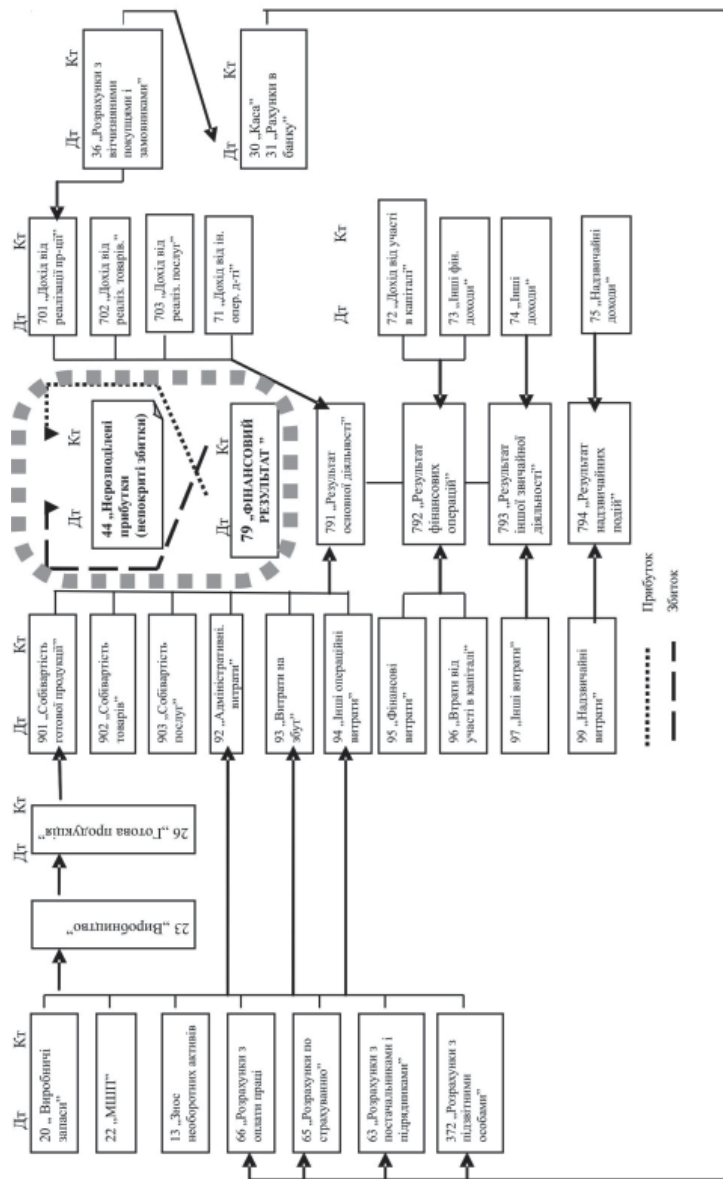 Дт Кт
20 „ Виробничі
запаси”
22 „МШП”
13 „Знос
необоротних активів
66 „Розрахунки з
оплати праці
65 „Розрахунки по
страхуванню”
63 „Розрахунки з
постачальниками і
підрядниками”
372 „Розрахунки з
підзвітними
особами”
23 „ Виробництво”
Дт Кт
26 „Готова продукція”
Дт Кт
901 „Собівартість
готової продукції”
902 „Собівартість
товарів”
903 „Собівартість
послуг”
92 „Адміністративні.
витрати”
93 „Витрати на
збут”
94 „Інші операційні
витрати”
95 „Фінансові
витрати”
96 „Втрати від
участі в капіталі”
97 „Інші витрати”
99 „Надзвичайні
витрати”
Дт Кт
44 „Нерозподілені
прибутки
(непокриті збитки)
Дт Кт
79 „ФІНАНСОВИЙ
РЕЗУЛЬТАТ ”
791 „Результат
основної діяльності”
792 „Результат
фінансових
операцій”
793 „Результат
іншої звичайної
діяльності”
794 „Результат
надзвичайних
подій”
Дт Кт
701 „Дохід від
реалізації пр-ції”
702 „Дохід від
реаліз. товарів.”
703 „Дохід від
реаліз. послуг”
71 „Дохід від ін.
опер. д-ті”
Дт Кт
72 „Дохід від участі
в капіталі”
73 „Інші фін.
доходи”
74 „Інші
доходи”
75 „Надзвичайні
доходи”
Дт Кт
36 „Розрахунки з
вітчизняними
покупцями і
замовниками”
Дт Кт
30 „Каса”
31 „Рахунки в
банку”
Прибуток
Збиток